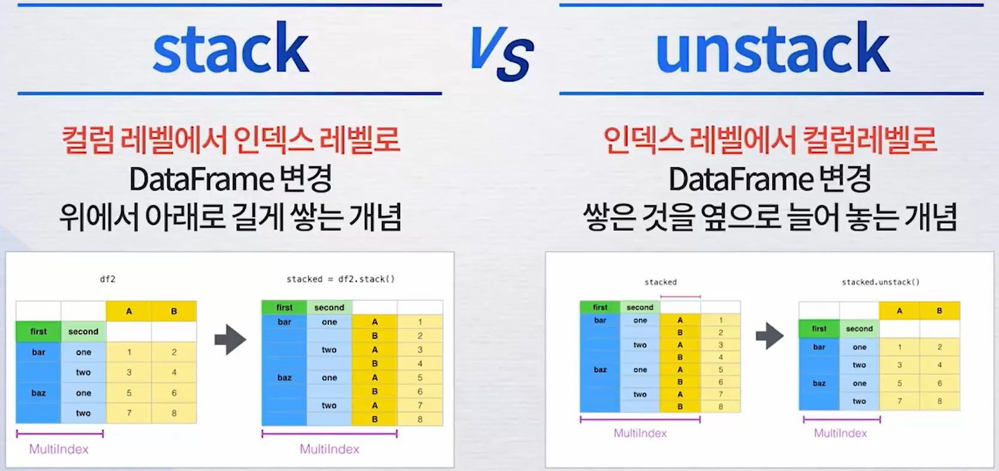 stack
VS
unstack
컬럼 레벨에서 인덱스 레벨로
DataFrame 변경
위에서 아래로 길게 쌓는 개념
인덱스 레벨에서 컬럼레벨로
DataFrame 변경
쌓은 것을 옆으로 늘어 놓는 개념
df2
A B
first second
bar one 1 2
two 3 4
baz one 5 6
two 7 8
MultiIndex
stacked = df2.stack()
first second
bar one A 1
B 2
two A 3
B 4
baz one A 5
B 6
two A 7
B 8
MultiIndex
stacked
first second
bar one A 1
B 2
two A 3
B 4
baz one A 5
B 6
two A 7
B 8
MultiIndex
stacked.unstack()
A B
first second
bar one 1 2
two 3 4
baz one 5 6
two 7 8
MultiIndex